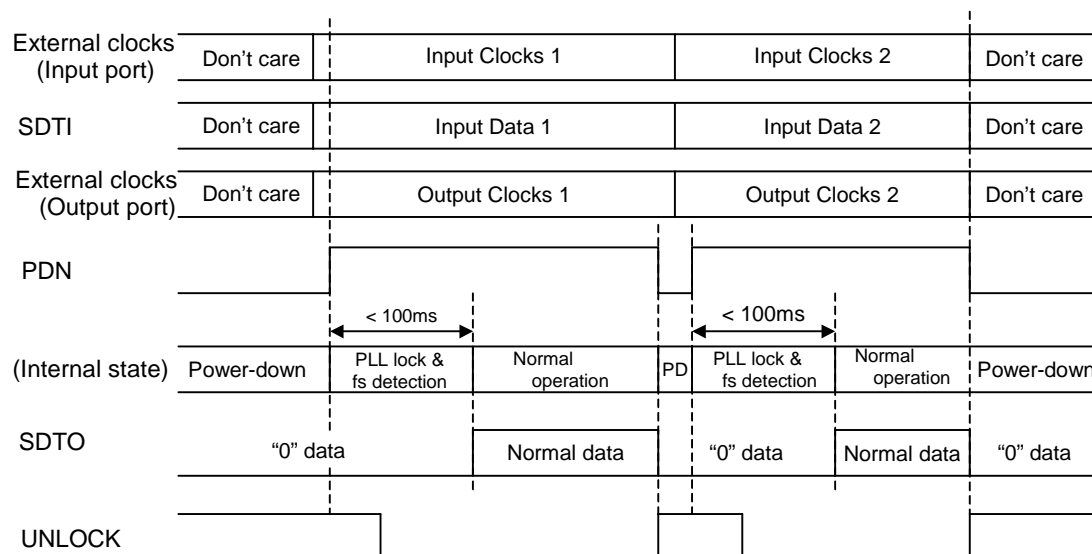 External clocks
(Input port)
Don't care
Input Clocks 1
Input Clocks 2
Don't care
SDTI
Don't care
Input Data 1
Input Data 2
Don't care
External clocks
(Output port)
Don't care
Output Clocks 1
Output Clocks 2
Don't care
PDN
< 100ms
< 100ms
(Internal state)
Power-down
PLL lock &
fs detection
Normal
operation
PD
PLL lock &
fs detection
Normal
operation
Power-down
SDTO
“0” data
Normal data
“0” data
Normal data
“0” data
UNLOCK